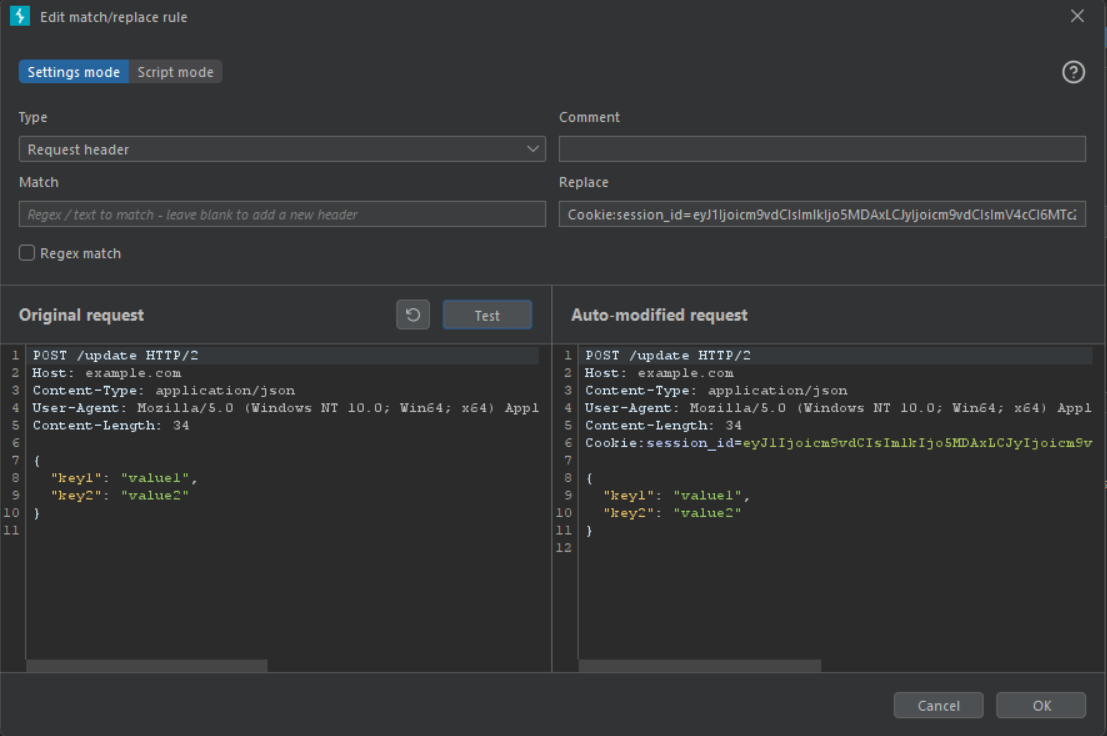 Edit match/replace rule
Settings mode Script mode
Type
Request header
Comment
Match
Regex / text to match - leave blank to add a new header
Replace
Cookie:session_id=eyJ1Ijoicm9vdCIsImlkIjo5MDAxLCJyIjoicm9vdCIsImV4cCI6MTc
Regex match
Original request
Test
1 POST /update HTTP/2
2 Host: example.com
3 Content-Type: application/json
4 User-Agent: Mozilla/5.0 (Windows NT 10.0; Win64; x64) Appl
5 Content-Length: 34
6
7 {
8 "key1": "value1",
9 "key2": "value2"
10 }
11
Auto-modified request
1 POST /update HTTP/2
2 Host: example.com
3 Content-Type: application/json
4 User-Agent: Mozilla/5.0 (Windows NT 10.0; Win64; x64) Appl
5 Content-Length: 34
6 Cookie:session_id=eyJ1Ijoicm9vdCIsImlkIjo5MDAxLCJyIjoicm9v
7
8 {
9 "key1": "value1",
10 "key2": "value2"
11 }
12
Cancel
OK